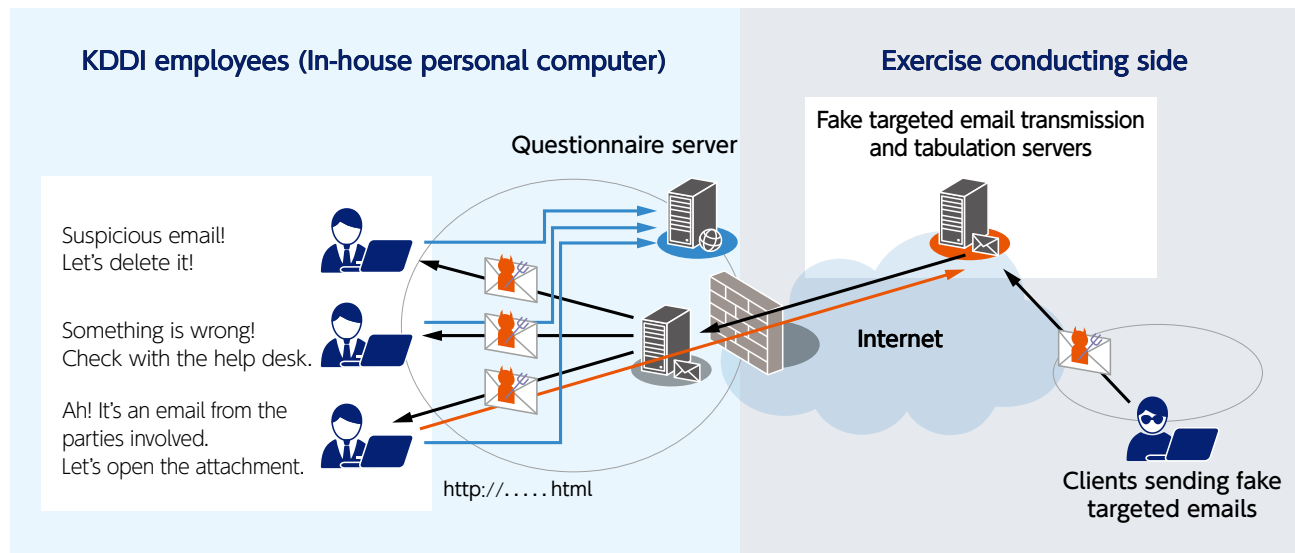 KDDI employees (In-house personal computer)
Exercise conducting side
Fake targeted email transmission
and tabulation servers
Questionnaire server
Suspicious email!
Let's delete it!
Something is wrong!
Check with the help desk.
Ah! It's an email from the
parties involved.
Let's open the attachment.
Internet
http://.....html
Clients sending fake
targeted emails